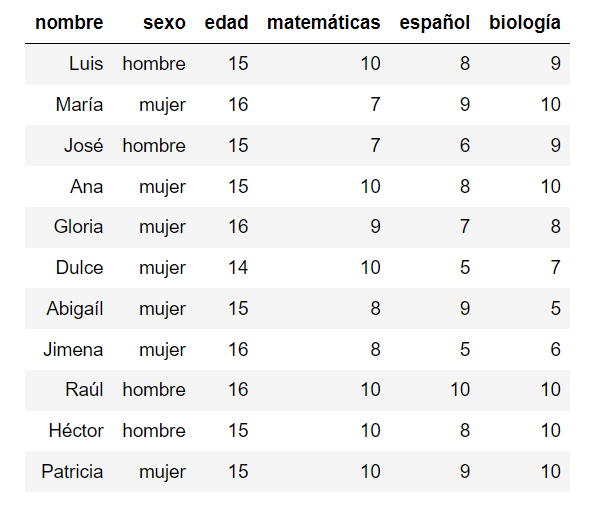 nombre sexo edad matemáticas español biología
Luis hombre 15 10 8 9
María mujer 16 7 9 10
José hombre 15 7 6 9
Ana mujer 15 10 8 10
Gloria mujer 16 9 7 8
Dulce mujer 14 10 5 7
Abigaíl mujer 15 8 9 5
Jimena mujer 16 8 5 6
Raúl hombre 16 10 10 10
Héctor hombre 15 10 8 10
Patricia mujer 15 10 9 10